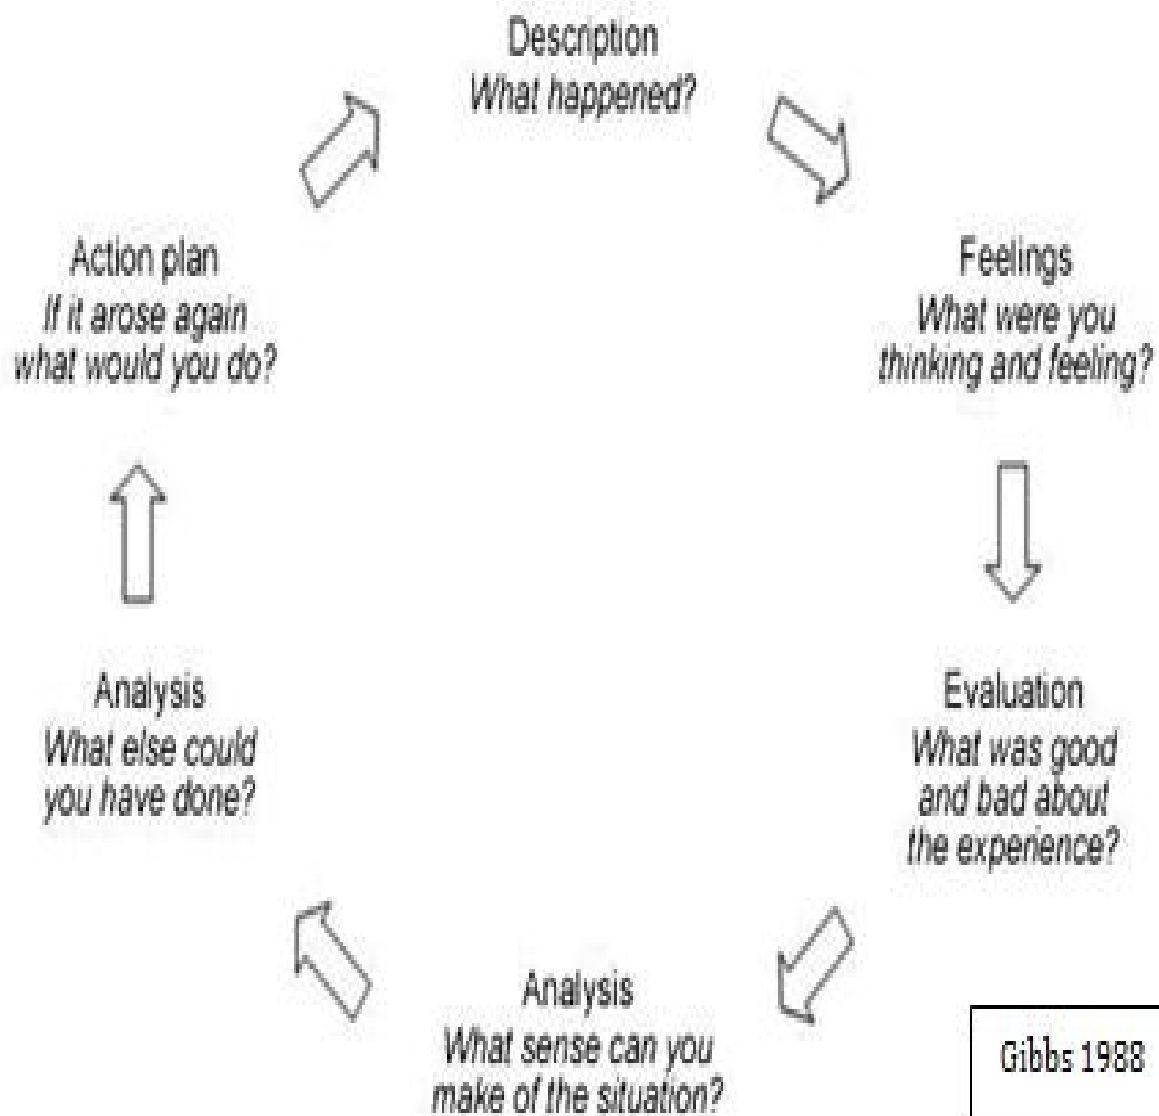 Description
What happened?
Feelings
What were you
thinking and feeling?
Evaluation
What was good
and bad about
the experience?
Analysis
What sense can you
make of the situation?
Analysis
What else could
you have done?
Action plan
If it arose again
what would you do?
Gibbs 1988